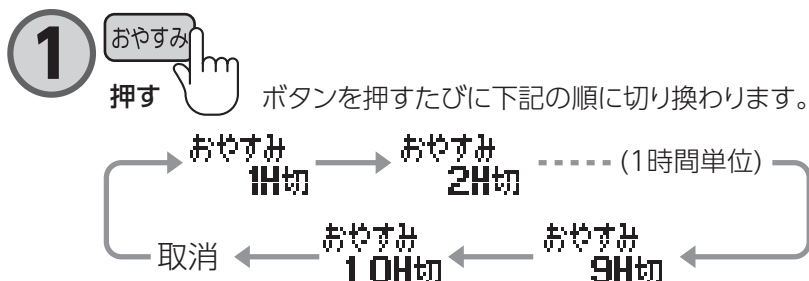 1
おやすみ
押す
ボタンを押すたびに下記の順に切り換わります。
おやすみ
1H切
おやすみ
2H切
(1時間単位)
おやすみ
9H切
おやすみ
10H切
取消